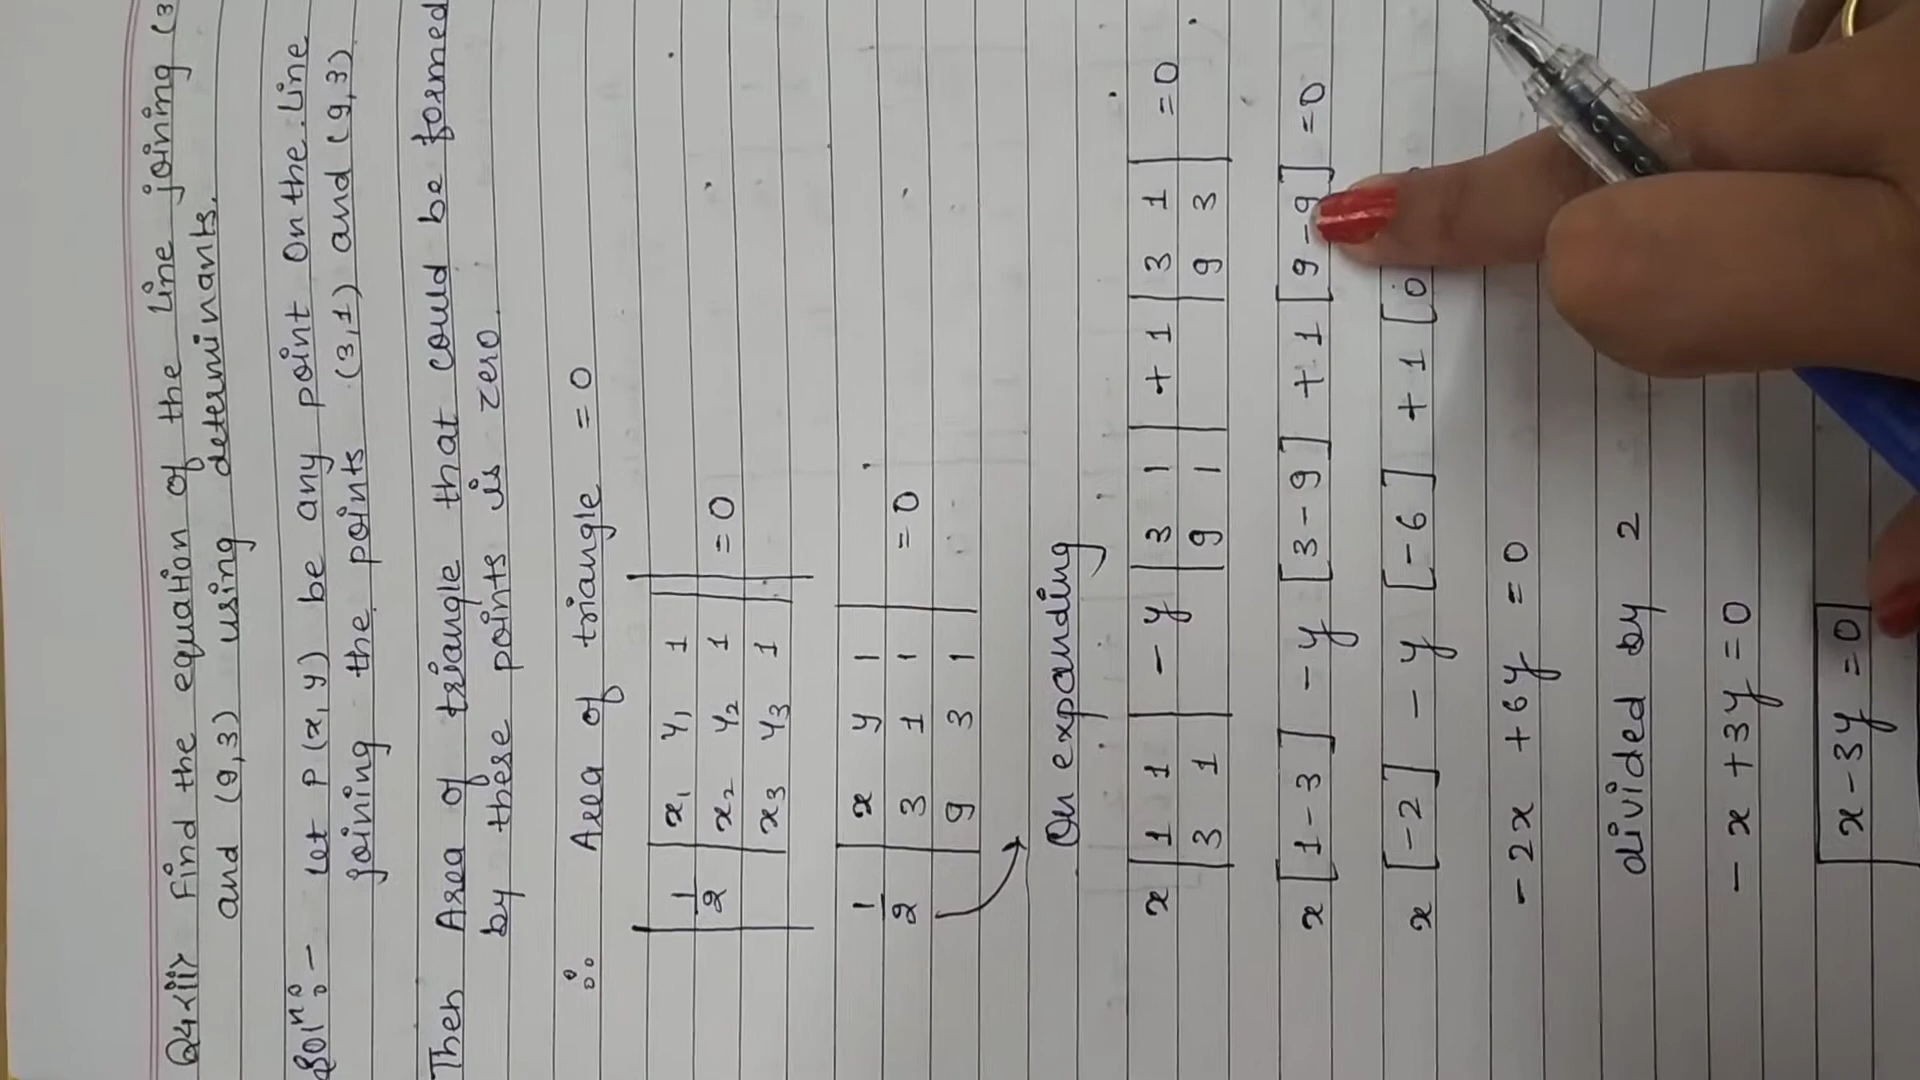 Q4<ii> Find the equation of the line joining (3
and (9,3) using determinants.
Solⁿ:- Let P(x,y) be any point on the line
joining the points (3,1) and (9,3)
Then Area of triangle that could be formed
by these points is zero.
∴ Area of triangle = 0
1/2 | x₁ y₁ 1 |
| x₂ y₂ 1 | = 0
| x₃ y₃ 1 |
1/2 | x y 1 |
| 3 1 1 | = 0
| 9 3 1 |
On expanding
x | 1 1 | - y | 3 1 | + 1 | 3 1 | = 0
| 3 1 | | 9 1 | | 9 3 |
x [1-3] - y [3-9] + 1 [9-9] = 0
x [-2] - y [-6] + 1 [0
-2x + 6y = 0
divided by 2
- x + 3y = 0
x - 3y = 0